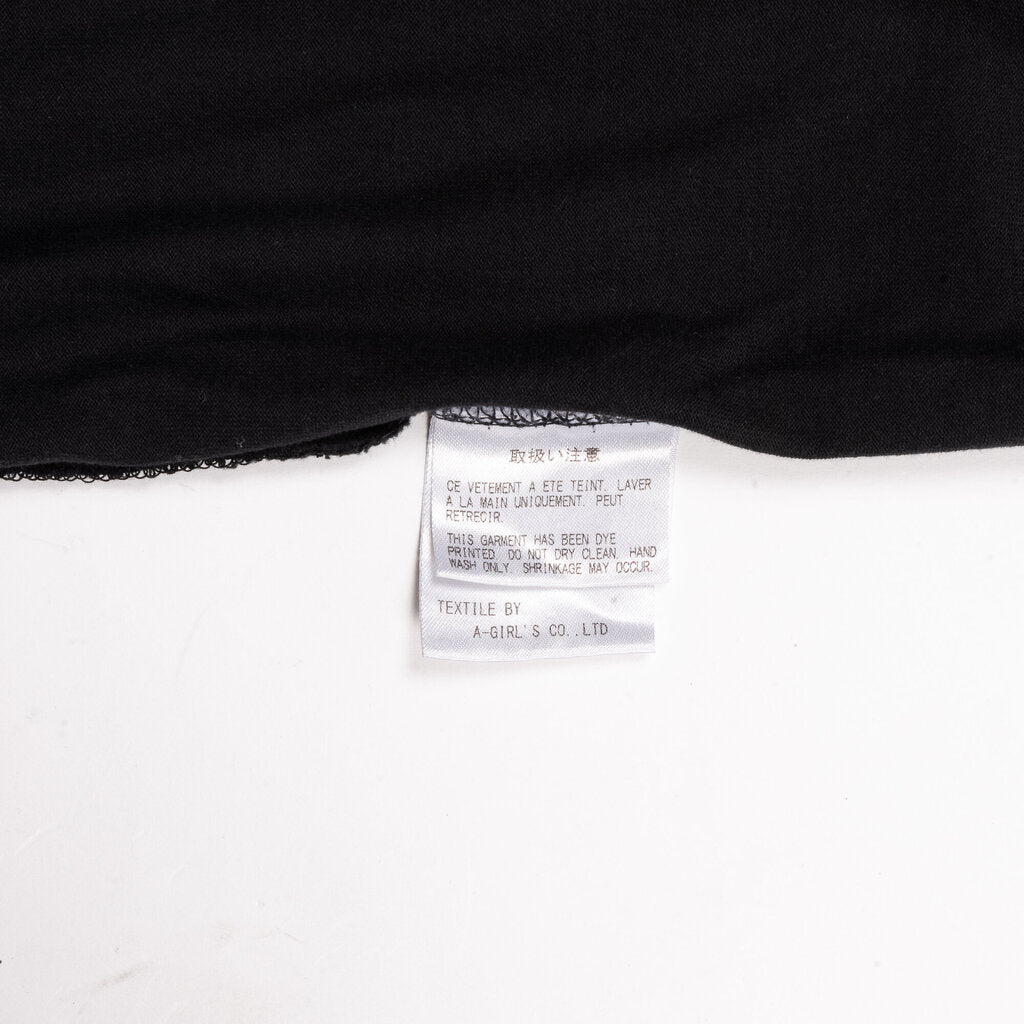 取扱い注意
CE VETEMENT A ETE TEINT. LAVER
A LA MAIN UNIQUEMENT. PEUT
RETRECIR.
THIS GARMENT HAS BEEN DYE
PRINTED. DO NOT DRY CLEAN. HAND
WASH ONLY. SHRINKAGE MAY OCCUR.
TEXTILE BY
A-GIRL'S CO.,LTD